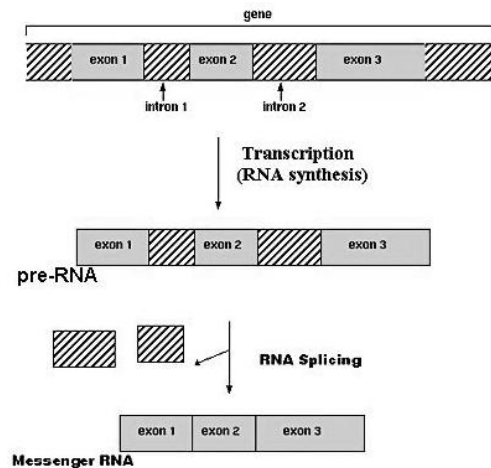 gene
exon 1 exon 2 exon 3
intron 1 intron 2
Transcription
(RNA synthesis)
exon 1 exon 2 exon 3
pre-RNA
RNA Splicing
exon 1 exon 2 exon 3
Messenger RNA